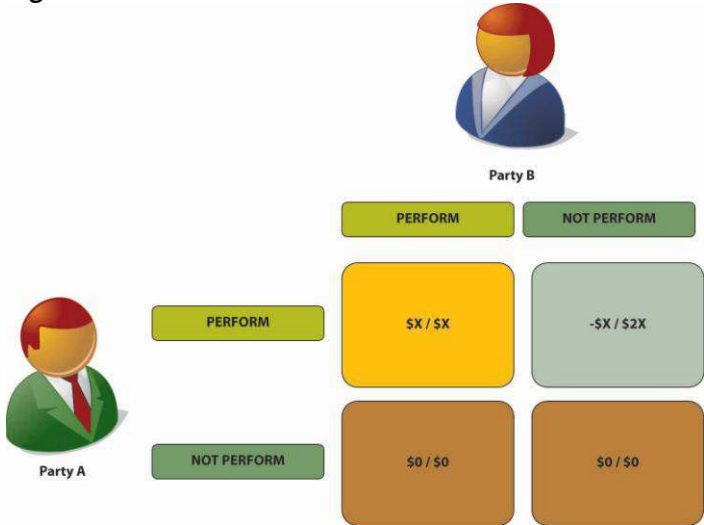 Party B
PERFORM
NOT PERFORM
PERFORM
$X / $X
-$X / $2X
Party A
NOT PERFORM
$0 / $0
$0 / $0